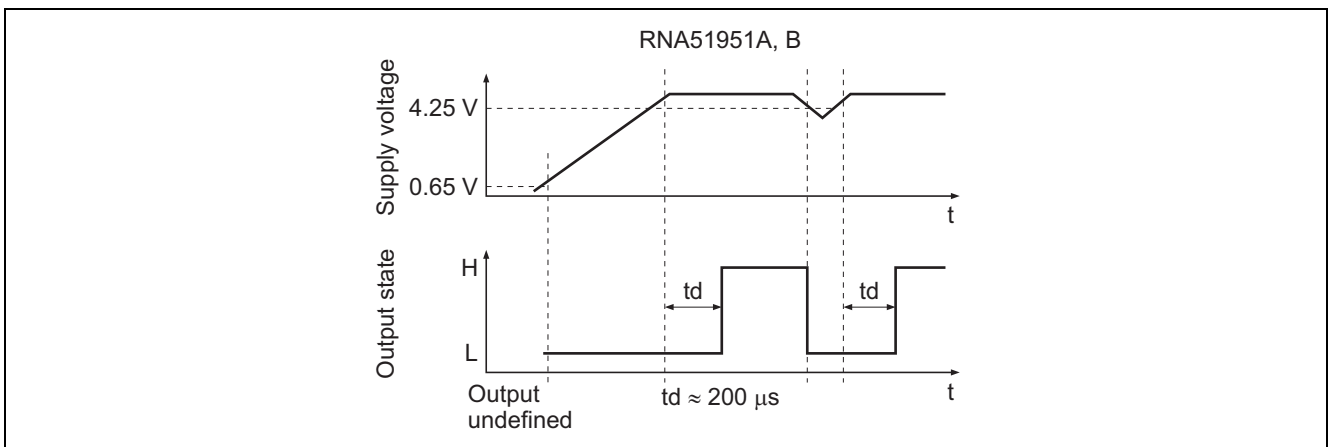 RNA51951A, B
Supply voltage
4.25 V
0.65 V
t
Output state
H
L
td
td
t
Output
undefined
td ≈ 200 μs